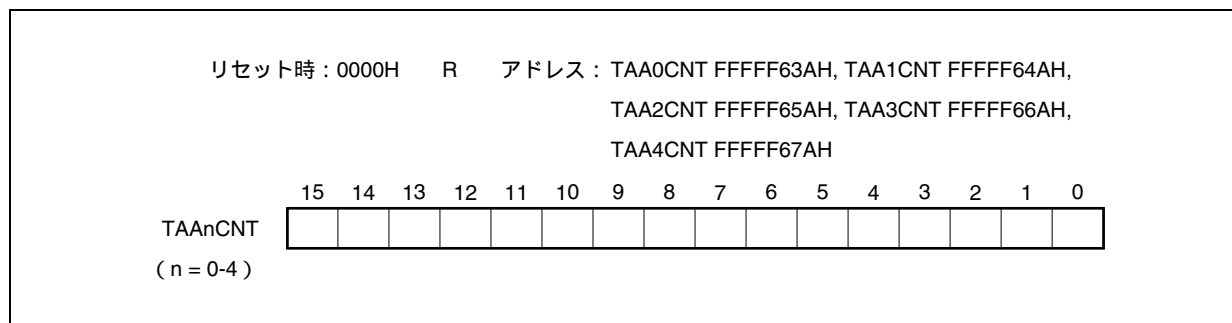 リセット時：0000H R アドレス： TAA0CNT FFFFF63AH, TAA1CNT FFFFF64AH,
TAA2CNT FFFFF65AH, TAA3CNT FFFFF66AH,
TAA4CNT FFFFF67AH
15 14 13 12 11 10 9 8 7 6 5 4 3 2 1 0
TAAnCNT
（n = 0-4）